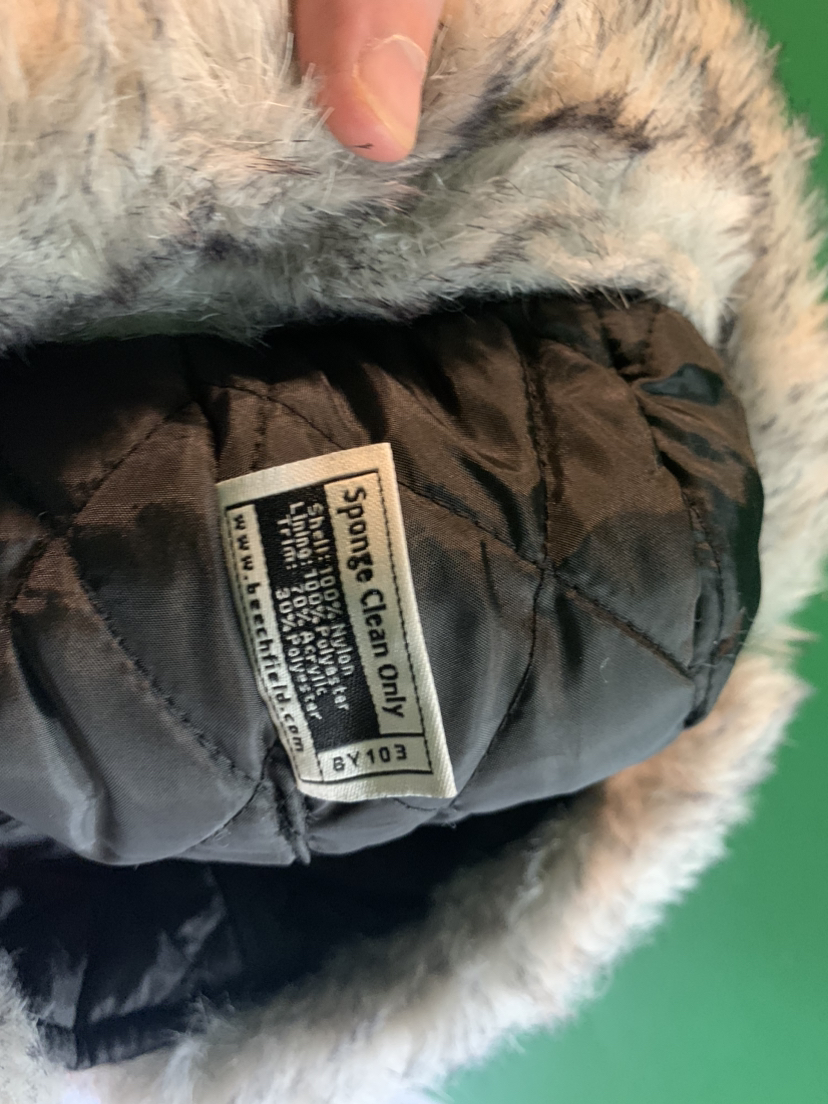 Sponge Clean Only
Shell: 100% Nylon
Lining: 100% Polyester
Trim: 70% Acrylic
30% Polyester
www.beechfield.com
BY103